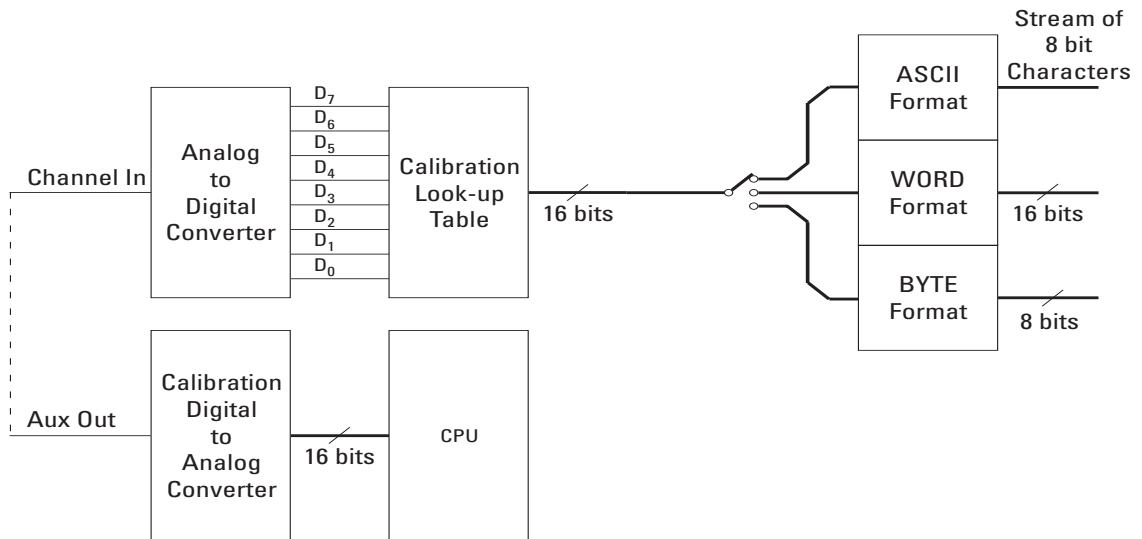 Stream of
8 bit
Characters
ASCII
Format
D7
D6
D5
D4
D3
D2
D1
D0
Channel In
Analog
to
Digital
Converter
Calibration
Look-up
Table
16 bits
WORD
Format
16 bits
BYTE
Format
8 bits
Aux Out
Calibration
Digital
to
Analog
Converter
16 bits
CPU